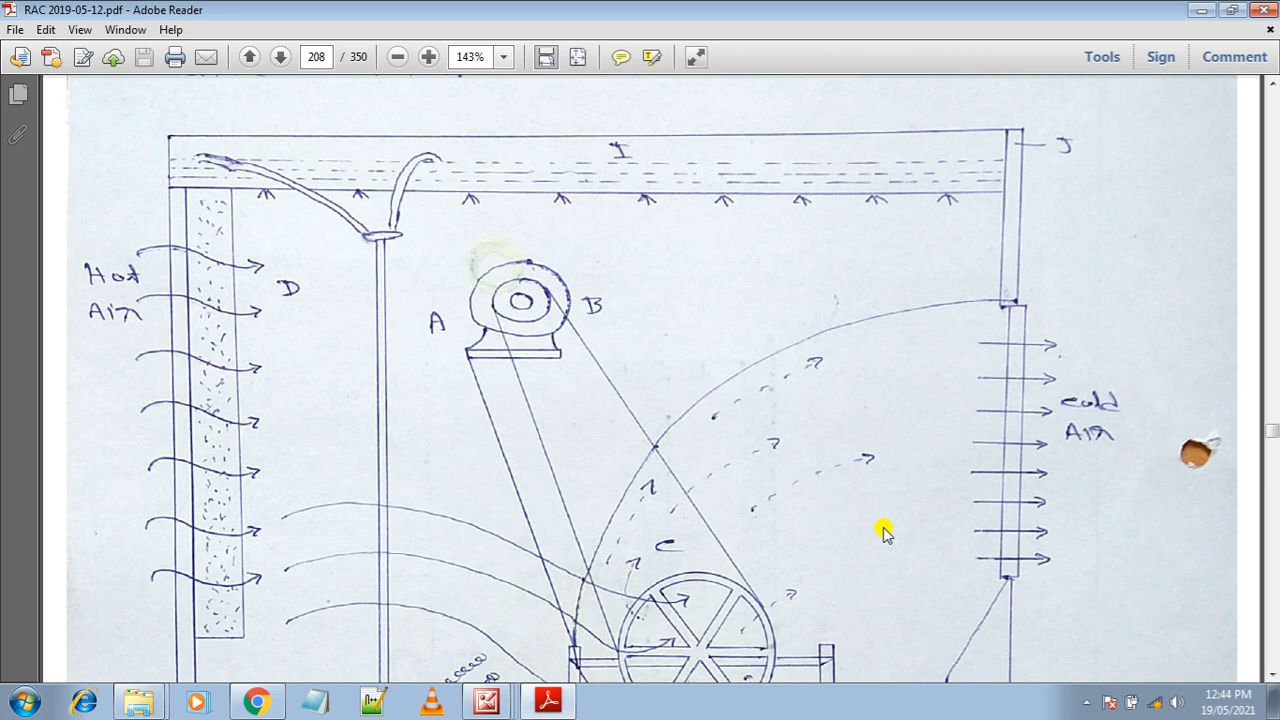 RAC 2019-05-12.pdf - Adobe Reader
File Edit View Window Help
208 / 350 143% Tools Sign Comment
I
J
Hot
Air
D
A
B
cold
Air
C
12:44 PM
19/05/2021